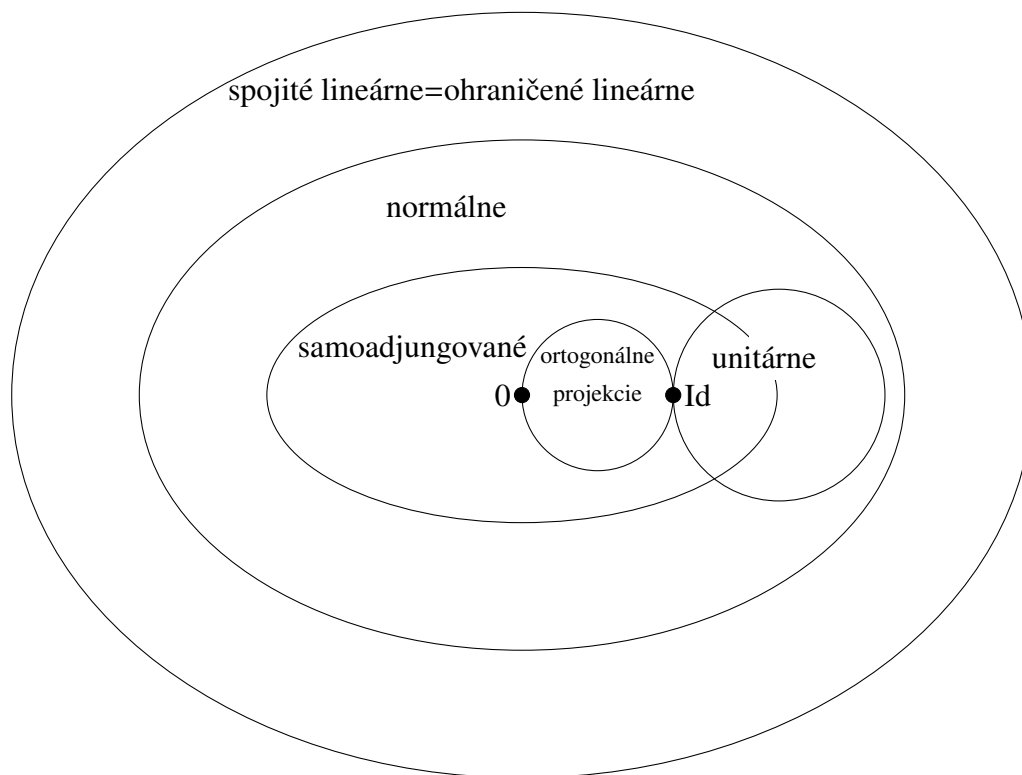 spojité lineárne=ohraničené lineárne
normálne
samoadjungované
ortogonálne
projekcie
unitárne
0
Id